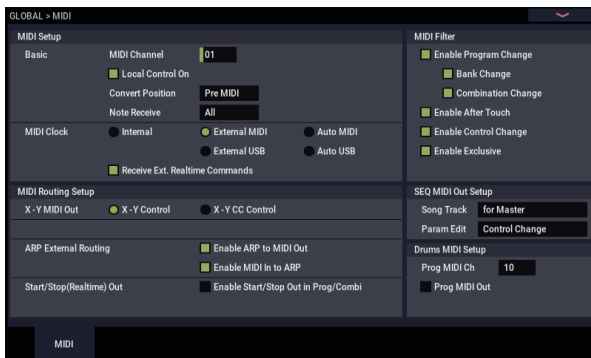 GLOBAL > MIDI
MIDI Setup
Basic
MIDI Channel
01
Local Control On
Convert Position
Pre MIDI
Note Receive
All
MIDI Clock
Internal
External MIDI
Auto MIDI
External USB
Auto USB
Receive Ext. Realtime Commands
MIDI Routing Setup
X -Y MIDI Out
X -Y Control
X -Y CC Control
ARP External Routing
Enable ARP to MIDI Out
Enable MIDI In to ARP
Start/Stop(Realtime) Out
Enable Start/Stop Out in Prog/Combi
MIDI Filter
Enable Program Change
Bank Change
Combination Change
Enable After Touch
Enable Control Change
Enable Exclusive
SEQ MIDI Out Setup
Song Track
for Master
Param Edit
Control Change
Drums MIDI Setup
Prog MIDI Ch
10
Prog MIDI Out
MIDI